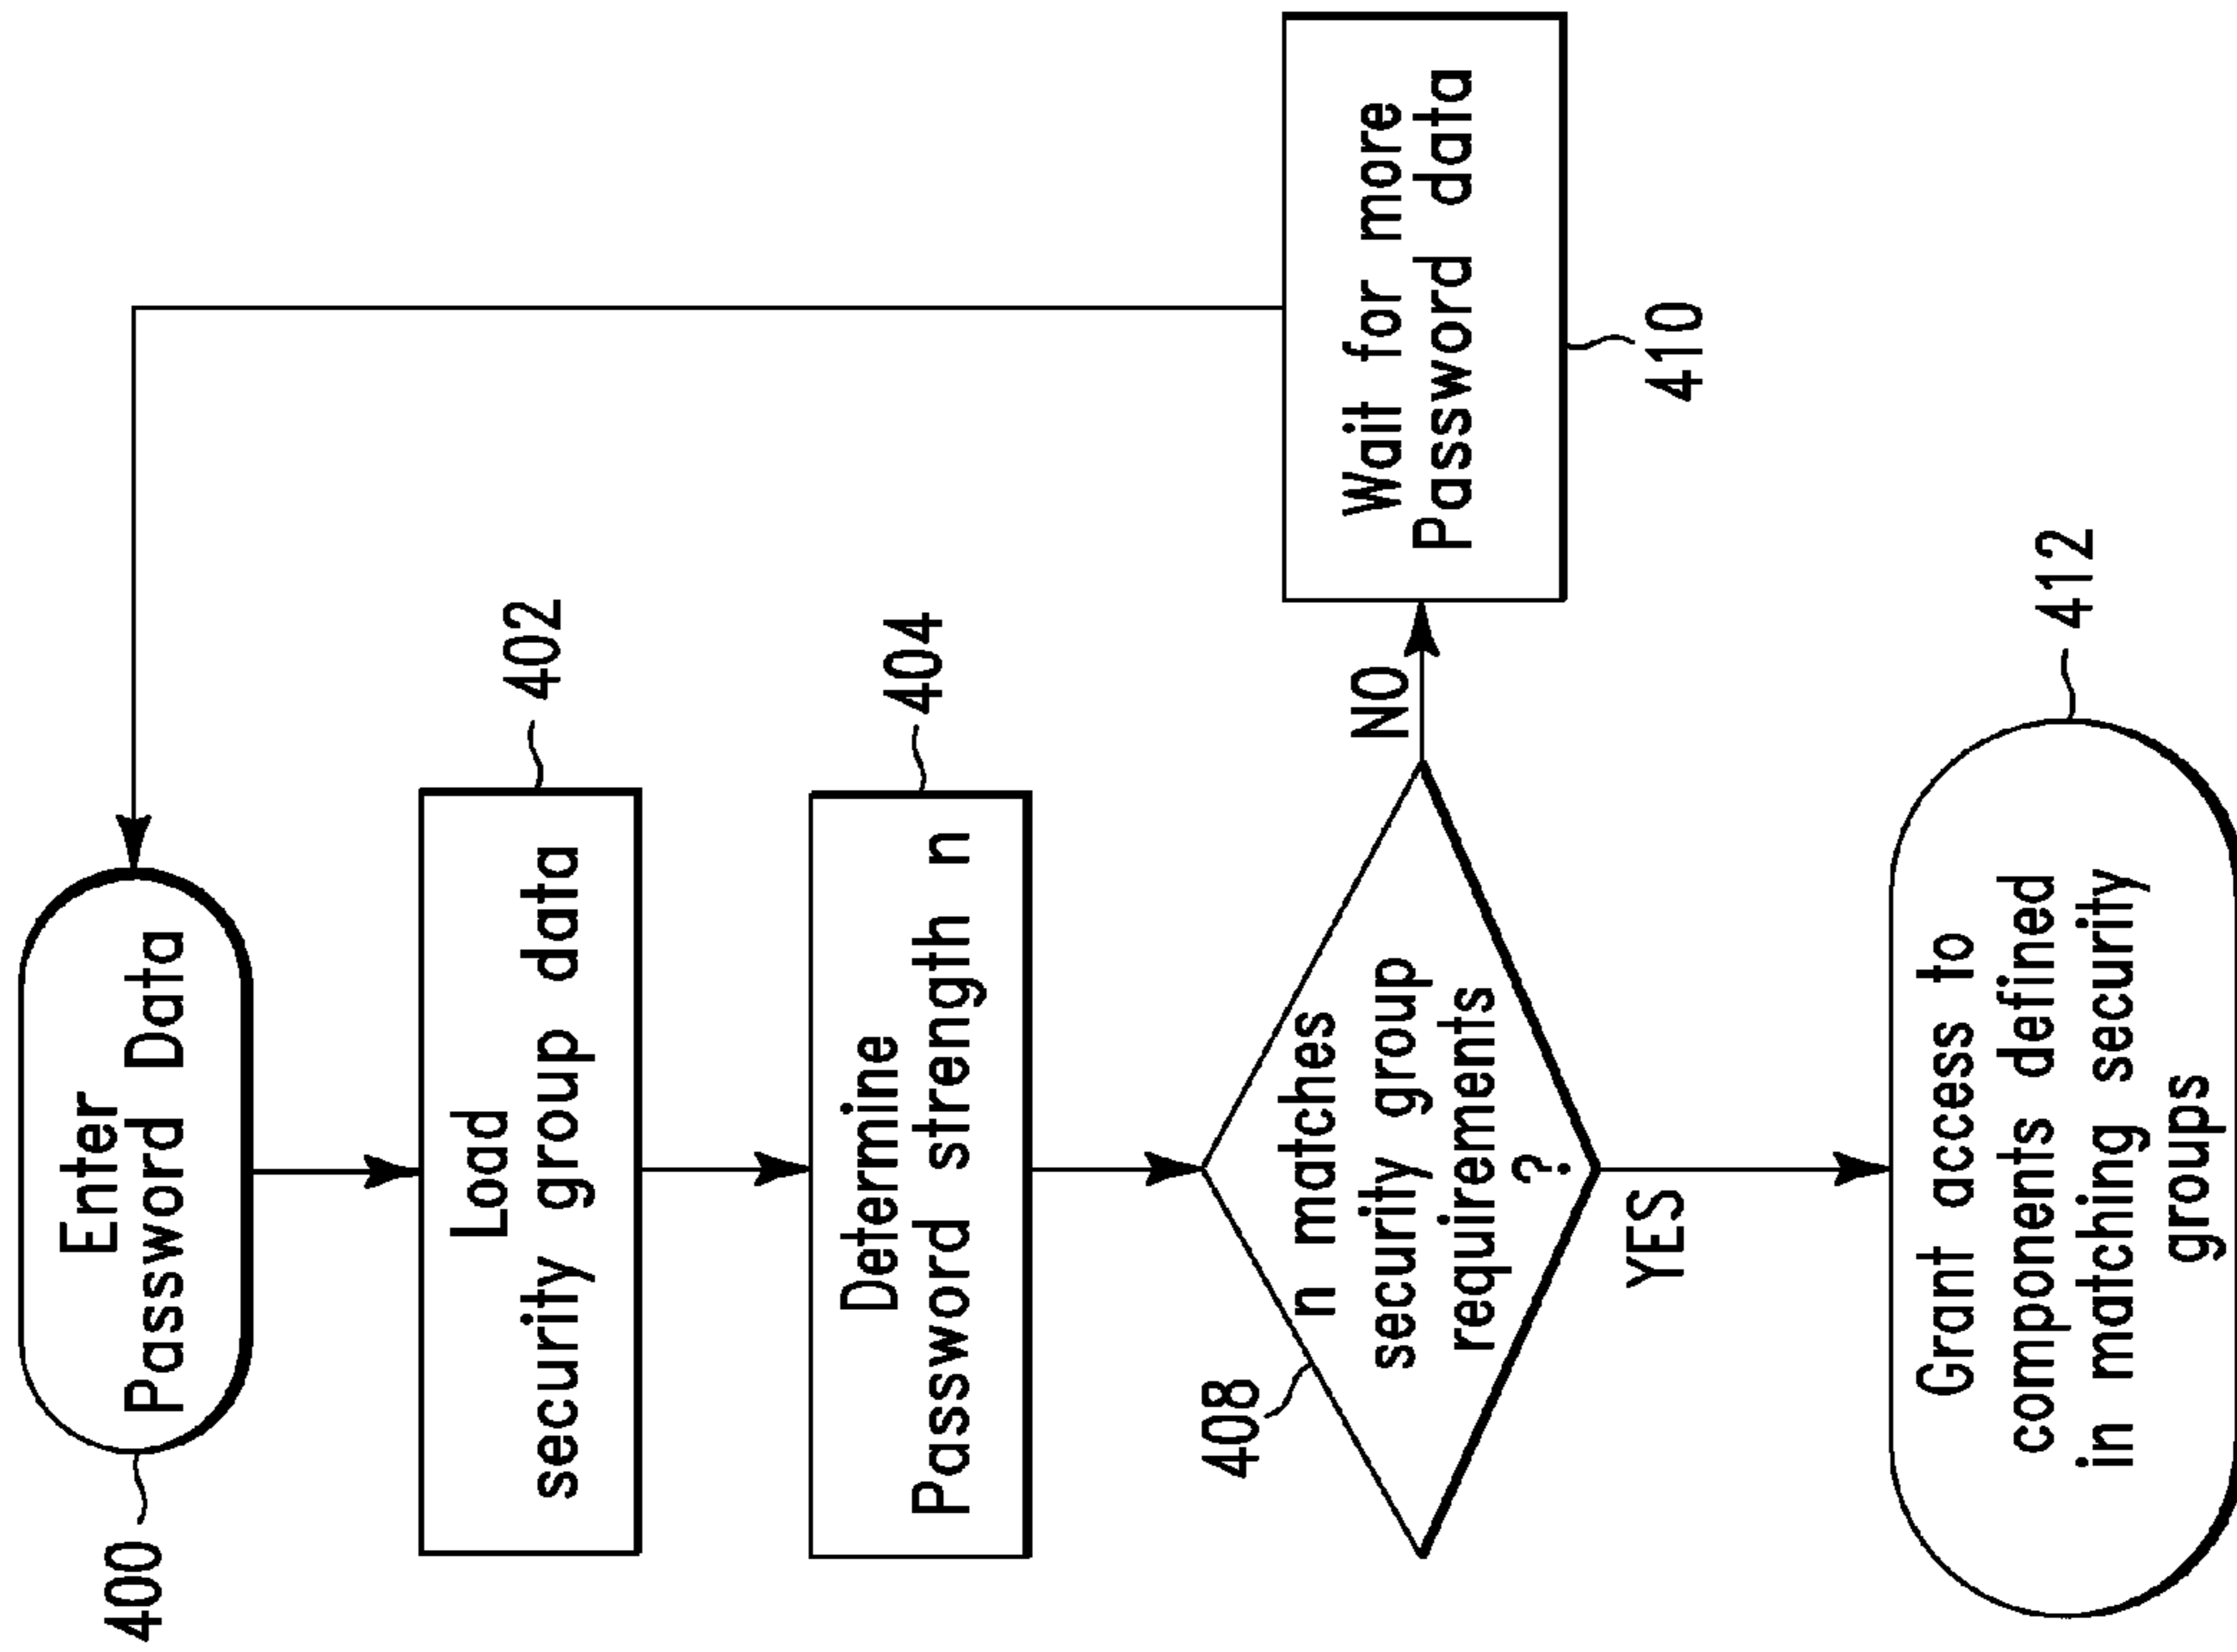 400
Enter
Password Data
402
Load
security group data
404
Determine
Password strength n
408
n matches
security group
requirements
?
NO
Wait for more
Password data
410
YES
412
Grant access to
components defined
in matching security
groups